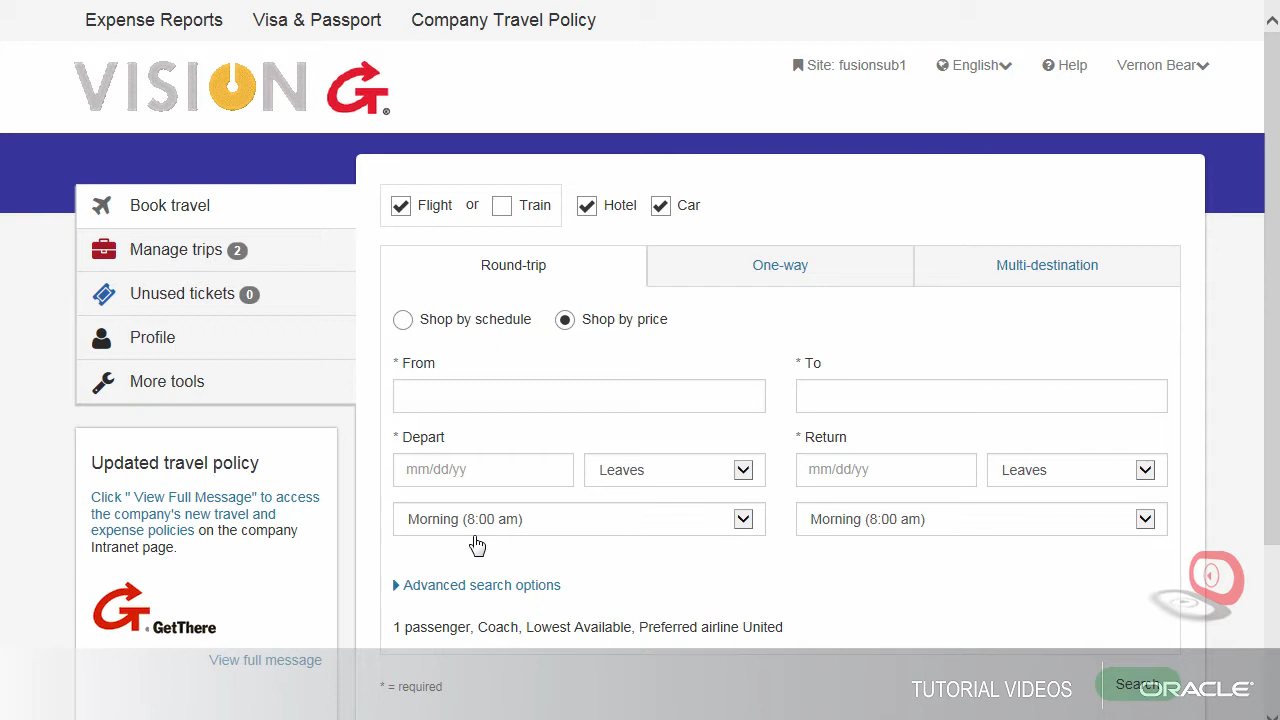 Expense Reports Visa & Passport Company Travel Policy
VISION GT ®
Site: fusionsub1 English Help Vernon Bear
Book travel
Manage trips 2
Unused tickets 0
Profile
More tools
Updated travel policy
Click " View Full Message" to access
the company's new travel and
expense policies on the company
Intranet page.
GT ® GetThere
View full message
Flight or Train Hotel Car
Round-trip One-way Multi-destination
Shop by schedule Shop by price
* From * To
* Depart * Return
mm/dd/yy Leaves mm/dd/yy Leaves
Morning (8:00 am) Morning (8:00 am)
Advanced search options
1 passenger, Coach, Lowest Available, Preferred airline United
* = required
Search
TUTORIAL VIDEOS ORACLE®